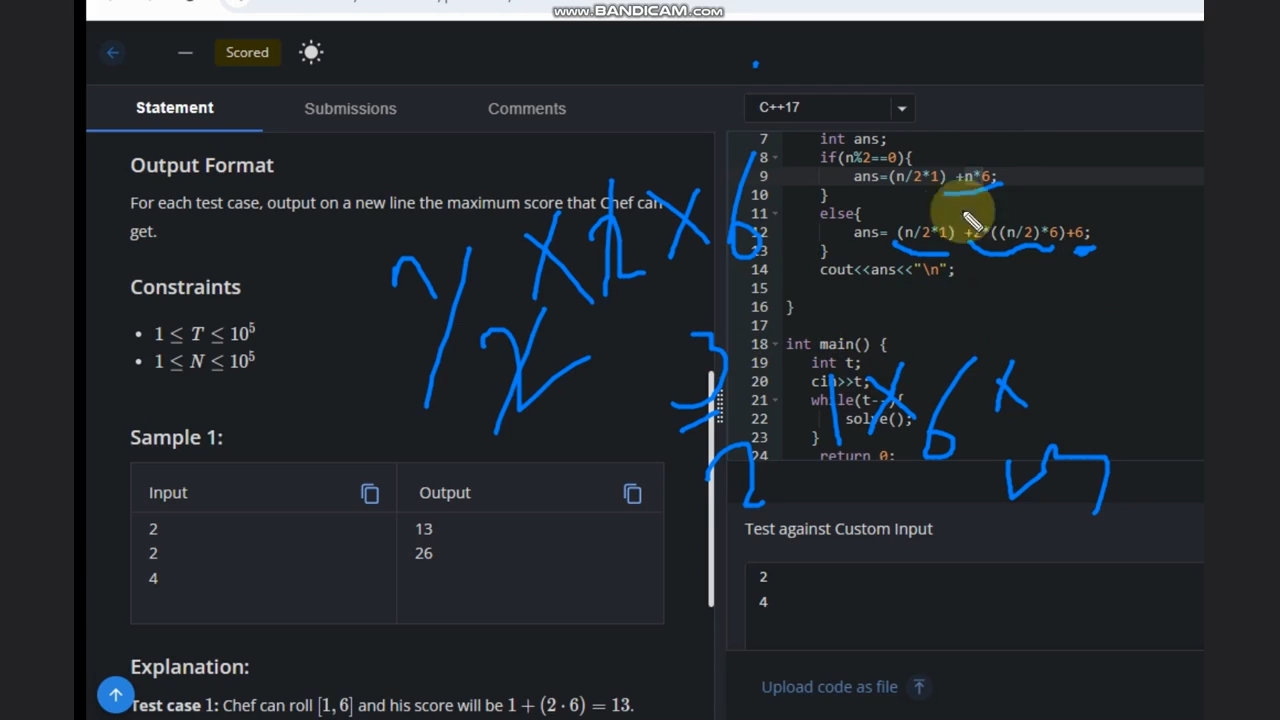 www.BANDICAM.com
Scored
Statement
Submissions
Comments
Output Format
For each test case, output on a new line the maximum score that Chef can
get.
Constraints
• 1 ≤ T ≤ 10^5
• 1 ≤ N ≤ 10^5
Sample 1:
Input
Output
2
2
4
13
26
Explanation:
Test case 1: Chef can roll [1, 6] and his score will be 1 + (2 · 6) = 13.
C++17
7 int ans;
8 if(n%2==0){
9 ans=(n/2*1) +n*6;
10 }
11 else{
12 ans= (n/2*1) +2*((n/2)*6)+6;
13 }
14 cout<<ans<<"\n";
15
16 }
17
18 int main() {
19 int t;
20 cin>>t;
21 while(t--){
22 solve();
23 }
24 return 0;
Test against Custom Input
2
4
Upload code as file